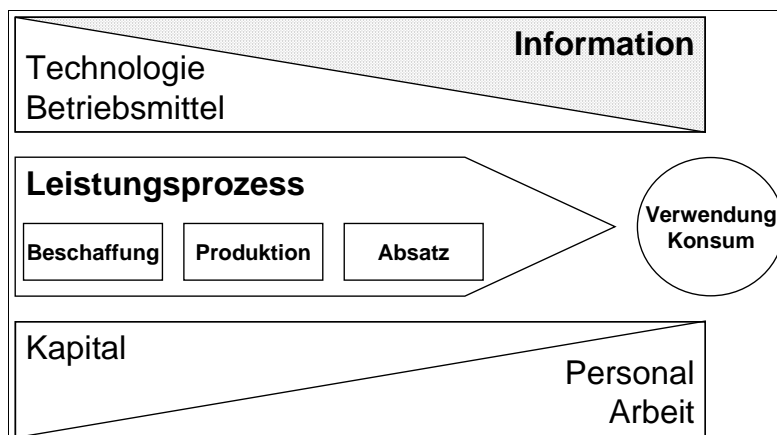 Information
Technologie
Betriebsmittel
Leistungsprozess
Beschaffung
Produktion
Absatz
Verwendung
Konsum
Kapital
Personal
Arbeit